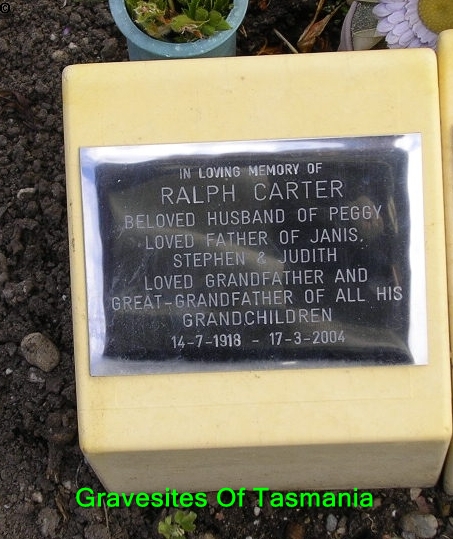 ©
IN LOVING MEMORY OF
RALPH CARTER
BELOVED HUSBAND OF PEGGY
LOVED FATHER OF JANIS,
STEPHEN & JUDITH
LOVED GRANDFATHER AND
GREAT-GRANDFATHER OF ALL HIS
GRANDCHILDREN
14-7-1918 - 17-3-2004
Gravesites Of Tasmania